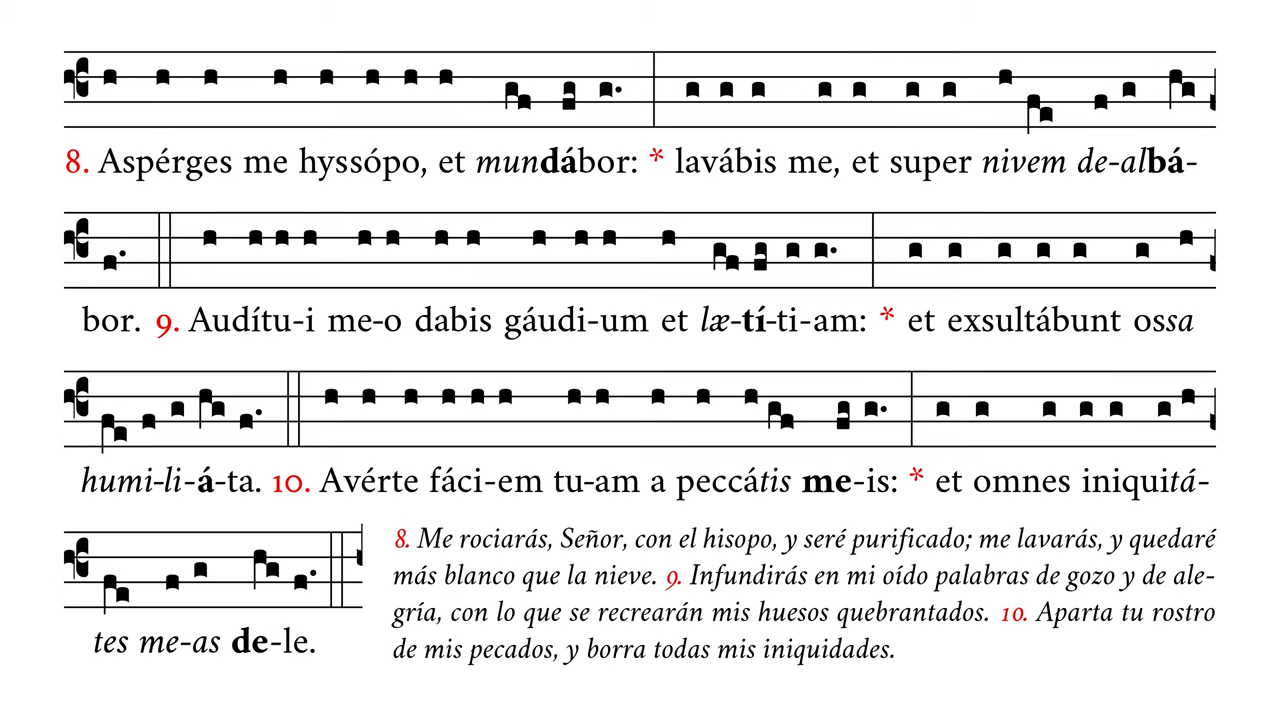 8. Aspérges me hyssópo, et mundábor: * lavábis me, et super nivem de-albá-
bor. 9. Audítu-i me-o dabis gáudi-um et læ-tí-ti-am: * et exsultábunt ossa
humi-li-á-ta. 10. Avérte fáci-em tu-am a peccátis me-is: * et omnes iniquitá-
tes me-as de-le.
8. Me rociarás, Señor, con el hisopo, y seré purificado; me lavarás, y quedaré
más blanco que la nieve. 9. Infundirás en mi oído palabras de gozo y de ale-
gría, con lo que se recrearán mis huesos quebrantados. 10. Aparta tu rostro
de mis pecados, y borra todas mis iniquidades.